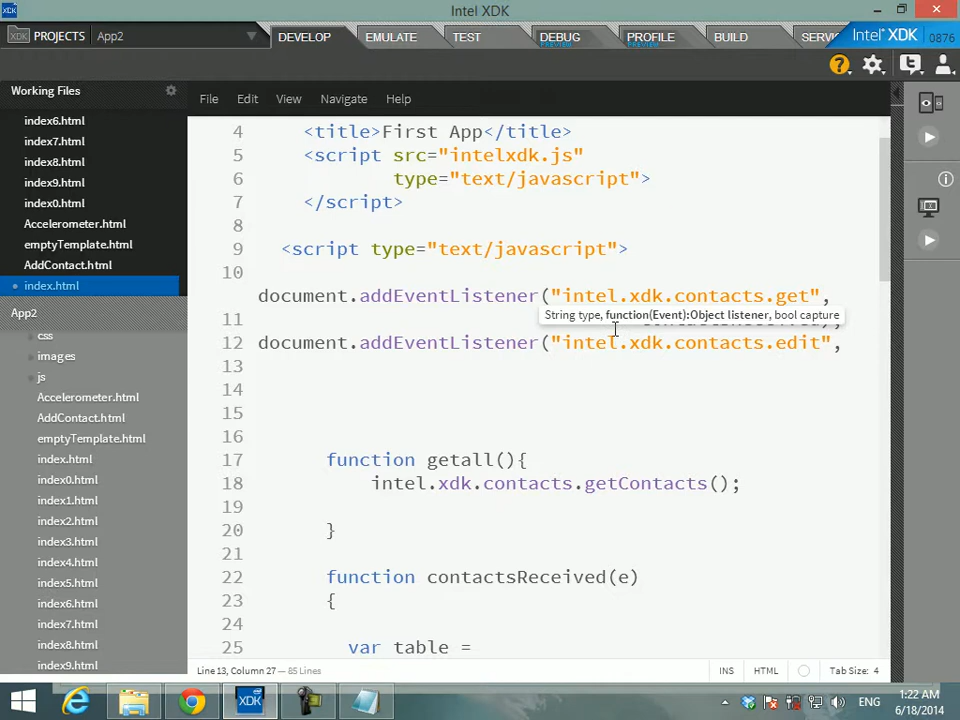 Intel XDK
PROJECTS App2 DEVELOP EMULATE TEST DEBUG PREVIEW PROFILE PREVIEW BUILD Intel XDK 0876
Working Files
index6.html
index7.html
index8.html
index9.html
index0.html
Accelerometer.html
emptyTemplate.html
AddContact.html
index.html
App2
css
images
js
Accelerometer.html
AddContact.html
emptyTemplate.html
index.html
index0.html
index1.html
index2.html
index3.html
index4.html
index5.html
index6.html
index7.html
index8.html
index9.html
File Edit View Navigate Help
4 <title>First App</title>
5 <script src="intelxdk.js"
6 type="text/javascript">
7 </script>
8
9 <script type="text/javascript">
10
document.addEventListener("intel.xdk.contacts.get",
String type, function(Event):Object listener, bool capture
11
12 document.addEventListener("intel.xdk.contacts.edit",
13
14
15
16
17 function getall(){
18 intel.xdk.contacts.getContacts();
19
20 }
21
22 function contactsReceived(e)
23 {
24
25 var table =
Line 13, Column 27 — 85 Lines INS HTML Tab Size: 4
XDK ENG 1:22 AM
6/18/2014